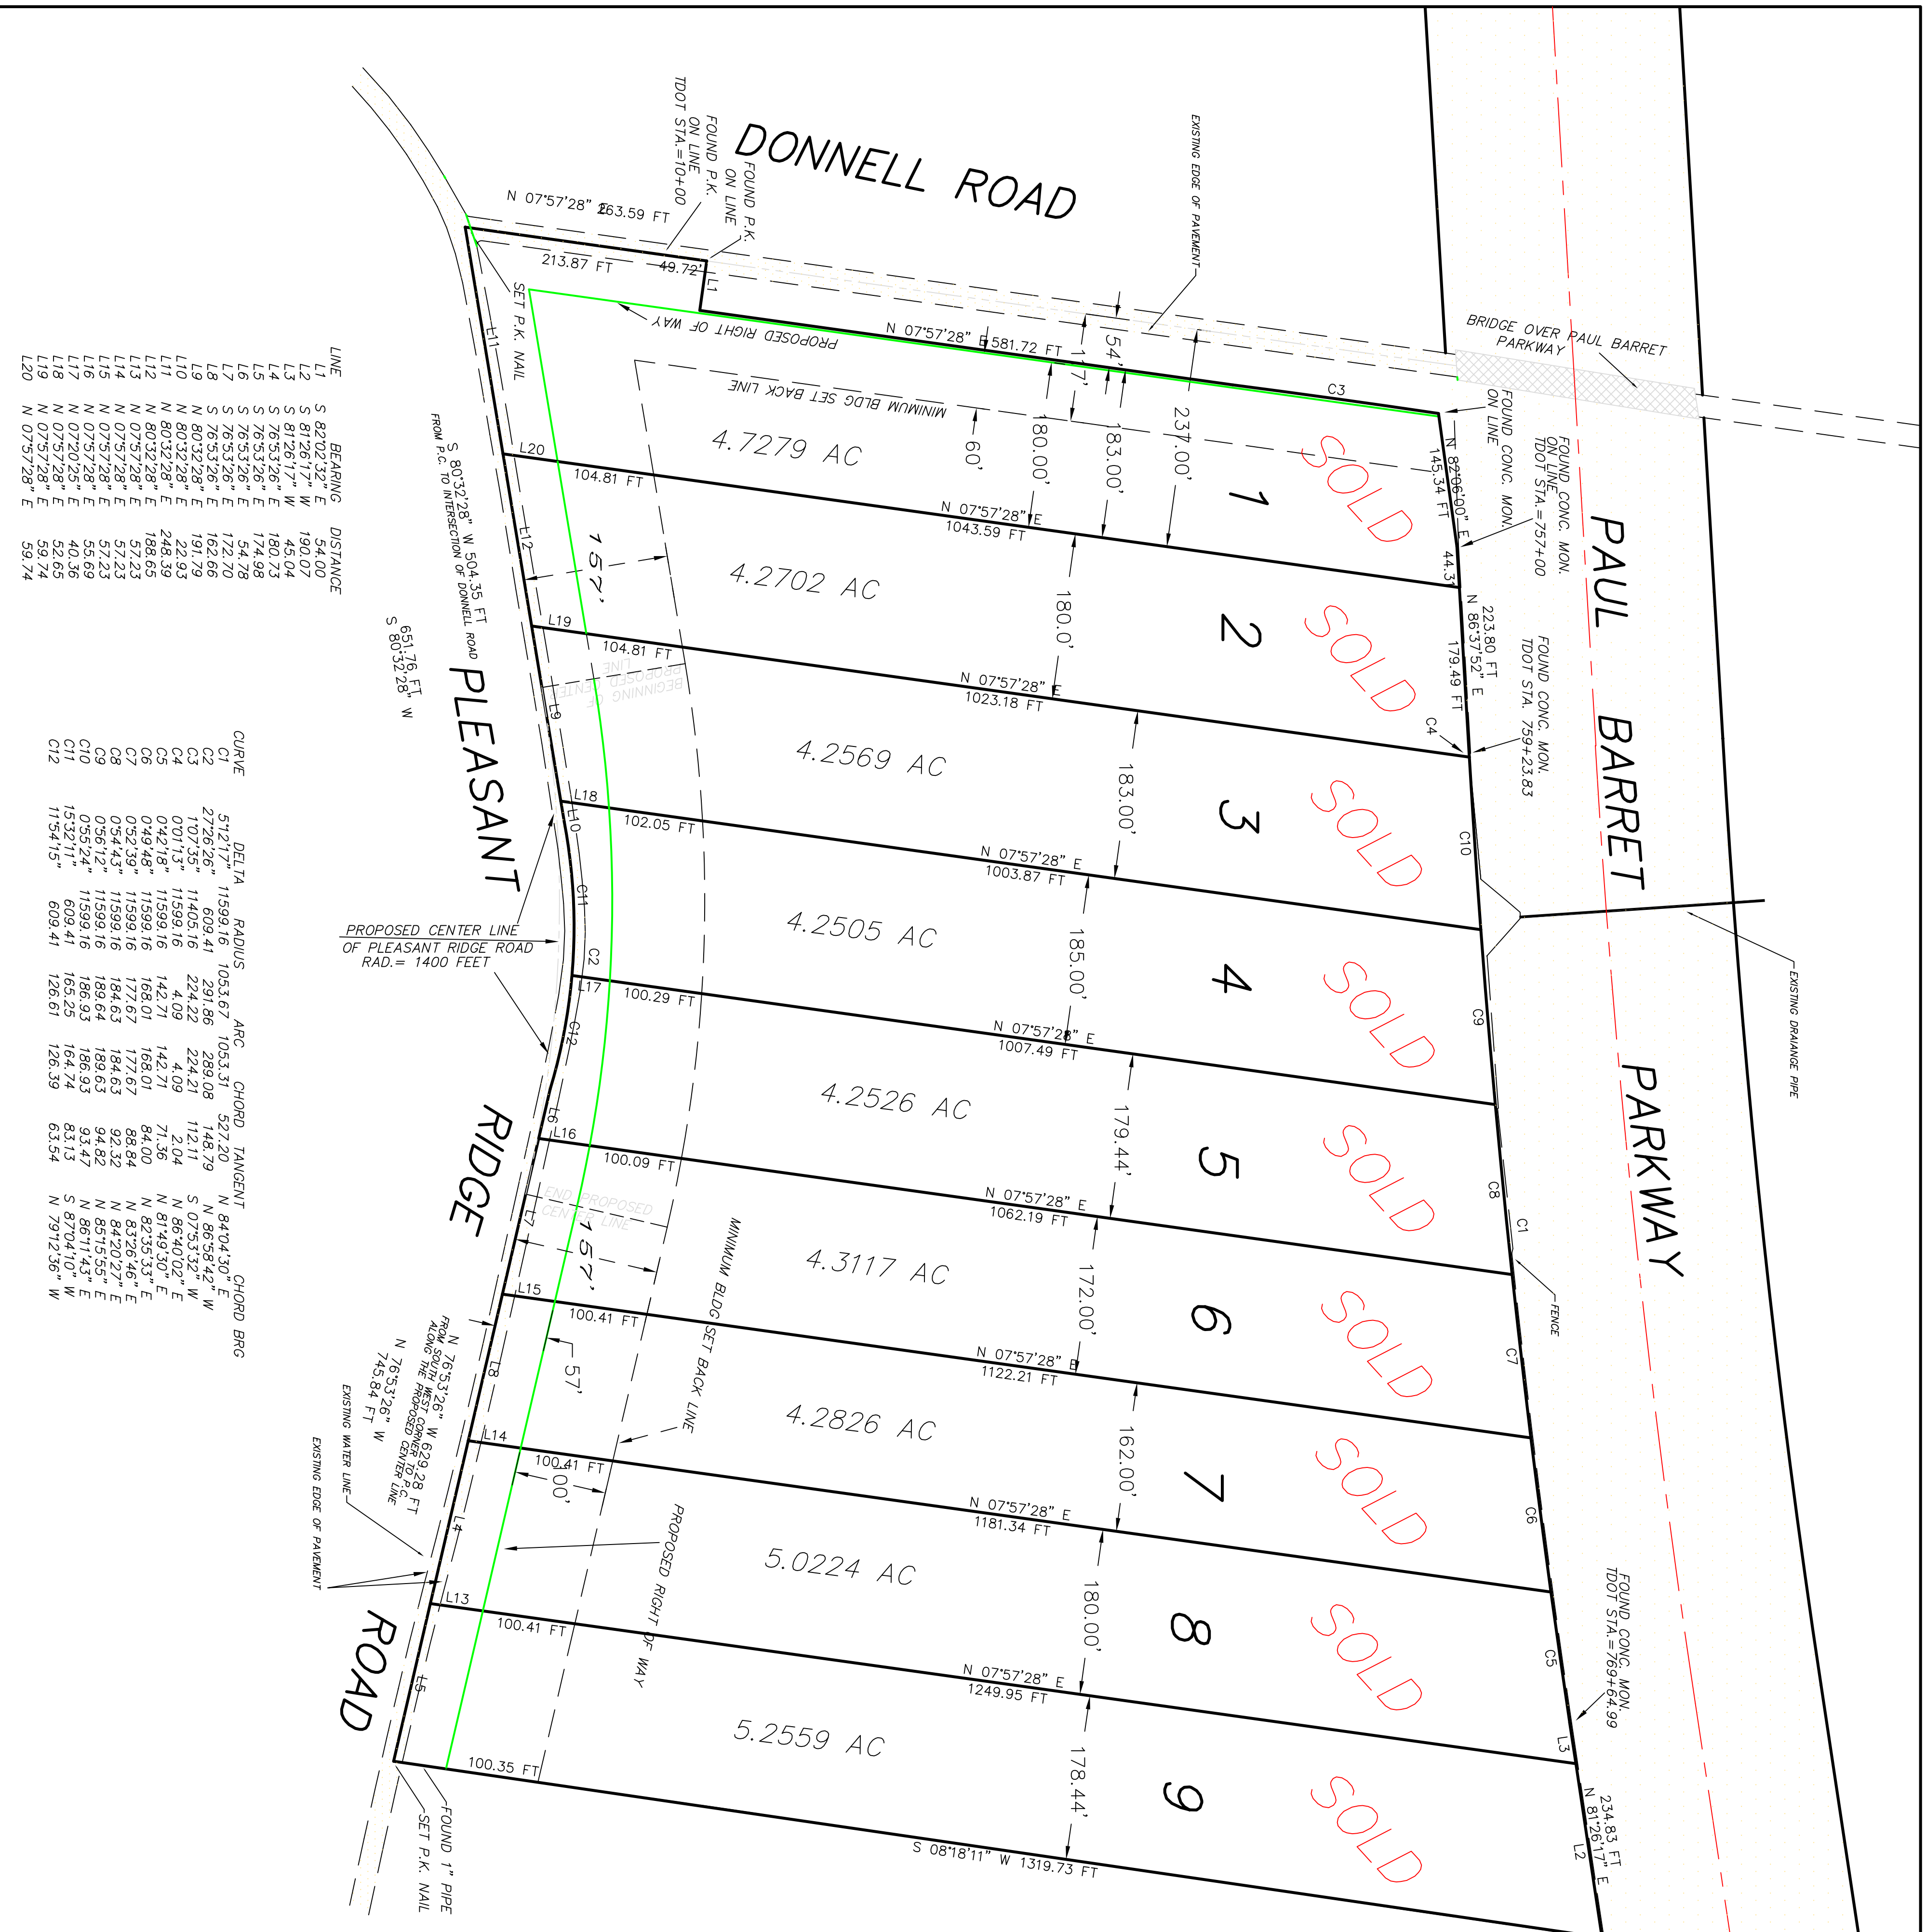 PAUL BARRET PARKWAY
DONNELL ROAD
PLEASANT RIDGE ROAD
BRIDGE OVER PAUL BARRET
PARKWAY
EXISTING EDGE OF PAVEMENT
EXISTING DRAIANGE PIPE
FENCE
FOUND CONC. MON.
ON LINE
FOUND CONC. MON.
ON LINE
TDOT STA.=757+00
FOUND CONC. MON.
TDOT STA. 759+23.83
FOUND CONC. MON.
TDOT STA.=769+64.99
FOUND P.K.
ON LINE
FOUND P.K.
ON LINE
TDOT STA.=10+00
N 07°57'28" E
263.59 FT
213.87 FT
49.72'
L1
N 07°57'28" E
581.72 FT
C3
N 82°06'00" E
145.34 FT
44.31
223.80 FT
N 86°37'52" E
179.49 FT
C4
C10
C9
C8
C1
C7
C6
C5
L3
234.83 FT
N 81°26'17" E
L2
SOLD
SOLD
SOLD
SOLD
SOLD
SOLD
SOLD
SOLD
SOLD
1
2
3
4
5
6
7
8
9
54'
117'
60'
180.00'
183.00'
237.00'
180.0'
183.00'
185.00'
179.44'
172.00'
162.00'
180.00'
178.44'
4.7279 AC
4.2702 AC
4.2569 AC
4.2505 AC
4.2526 AC
4.3117 AC
4.2826 AC
5.0224 AC
5.2559 AC
N 07°57'28" E
1043.59 FT
N 07°57'28" E
1023.18 FT
N 07°57'28" E
1003.87 FT
N 07°57'28" E
1007.49 FT
N 07°57'28" E
1062.19 FT
N 07°57'28" E
1122.21 FT
N 07°57'28" E
1181.34 FT
N 07°57'28" E
1249.95 FT
S 08°18'11" W 1319.73 FT
PROPOSED RIGHT OF WAY
MINIMUM BLDG SET BACK LINE
MINIMUM BLDG SET BACK LINE
PROPOSED RIGHT OF WAY
BEGINNING OF
PROPOSED CENTER
LINE
END PROPOSED
CENTER LINE
157'
157'
57'
100'
104.81 FT
104.81 FT
102.05 FT
100.29 FT
100.09 FT
100.41 FT
100.41 FT
100.41 FT
100.35 FT
L20
L19
L18
L17
L16
L15
L14
L13
L11
L12
L9
L10
C11
C2
C12
L6
L7
L8
L4
L5
SET P.K. NAIL
S 80°32'28" W 504.35 FT
FROM P.C. TO INTERSECTION OF DONNELL ROAD
651.76 FT
S 80°32'28" W
PROPOSED CENTER LINE
OF PLEASANT RIDGE ROAD
RAD.= 1400 FEET
N 76°53'26" W 629.28 FT
FROM SOUTH WEST CORNER TO P.C.
ALONG THE PROPOSED CENTER LINE
N 76°53'26" W
745.84 FT
EXISTING WATER LINE
EXISTING EDGE OF PAVEMENT
FOUND 1" PIPE
SET P.K. NAIL
LINE BEARING DISTANCE
L1 S 82°02'32" E 54.00
L2 S 81°26'17" W 190.07
L3 S 81°26'17" W 45.04
L4 S 76°53'26" E 180.73
L5 S 76°53'26" E 174.98
L6 S 76°53'26" E 54.78
L7 S 76°53'26" E 172.70
L8 S 76°53'26" E 162.66
L9 N 80°32'28" E 191.79
L10 N 80°32'28" E 22.93
L11 N 80°32'28" E 248.39
L12 N 80°32'28" E 188.65
L13 N 07°57'28" E 57.23
L14 N 07°57'28" E 57.23
L15 N 07°57'28" E 57.23
L16 N 07°57'28" E 55.69
L17 N 07°20'25" E 40.36
L18 N 07°57'28" E 52.65
L19 N 07°57'28" E 59.74
L20 N 07°57'28" E 59.74
CURVE DELTA RADIUS ARC CHORD TANGENT CHORD BRG
C1 5°12'17" 11599.16 1053.67 1053.31 527.20 N 84°04'30" E
C2 27°26'26" 609.41 291.86 289.08 148.79 N 86°58'42" W
C3 1°07'35" 11405.16 224.22 224.21 112.11 S 07°53'32" W
C4 0°01'13" 11599.16 4.09 4.09 2.04 N 86°40'02" E
C5 0°42'18" 11599.16 142.71 142.71 71.36 N 81°49'30" E
C6 0°49'48" 11599.16 168.01 168.01 84.00 N 82°35'33" E
C7 0°52'39" 11599.16 177.67 177.67 88.84 N 83°26'46" E
C8 0°54'43" 11599.16 184.63 184.63 92.32 N 84°20'27" E
C9 0°56'12" 11599.16 189.64 189.63 94.82 N 85°15'55" E
C10 0°55'24" 11599.16 186.93 186.93 93.47 N 86°11'43" E
C11 15°32'11" 609.41 165.25 164.74 83.13 S 87°04'10" W
C12 11°54'15" 609.41 126.61 126.39 63.54 N 79°12'36" W